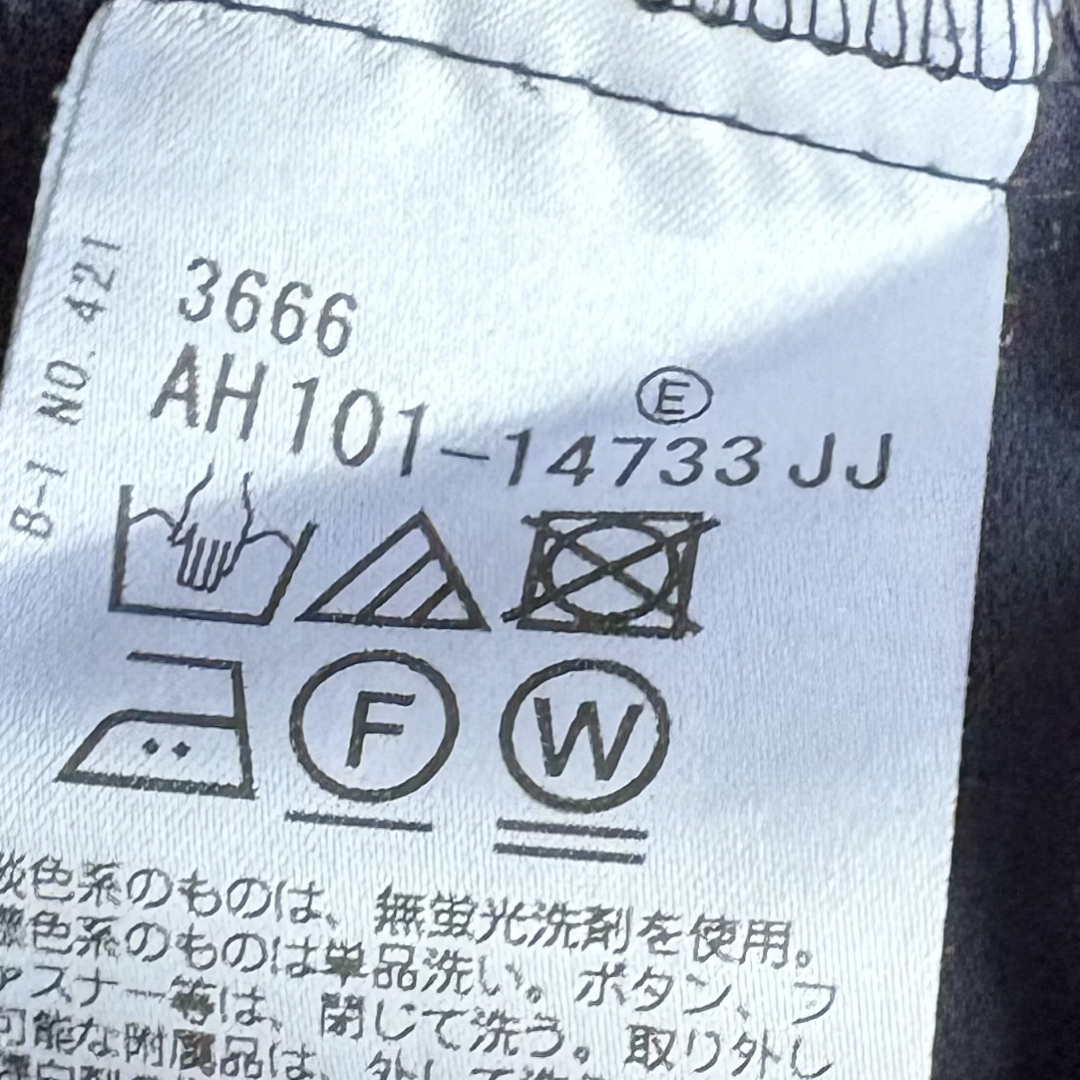 8-1 NO.421
3666
Ⓔ
AH101-14733 JJ
F
W
淡色系のものは、無蛍光洗剤を使用。
濃色系のものは単品洗い。ボタン、フ
ァスナー等は、閉じて洗う。取り外し
可能な附属品は、外して洗